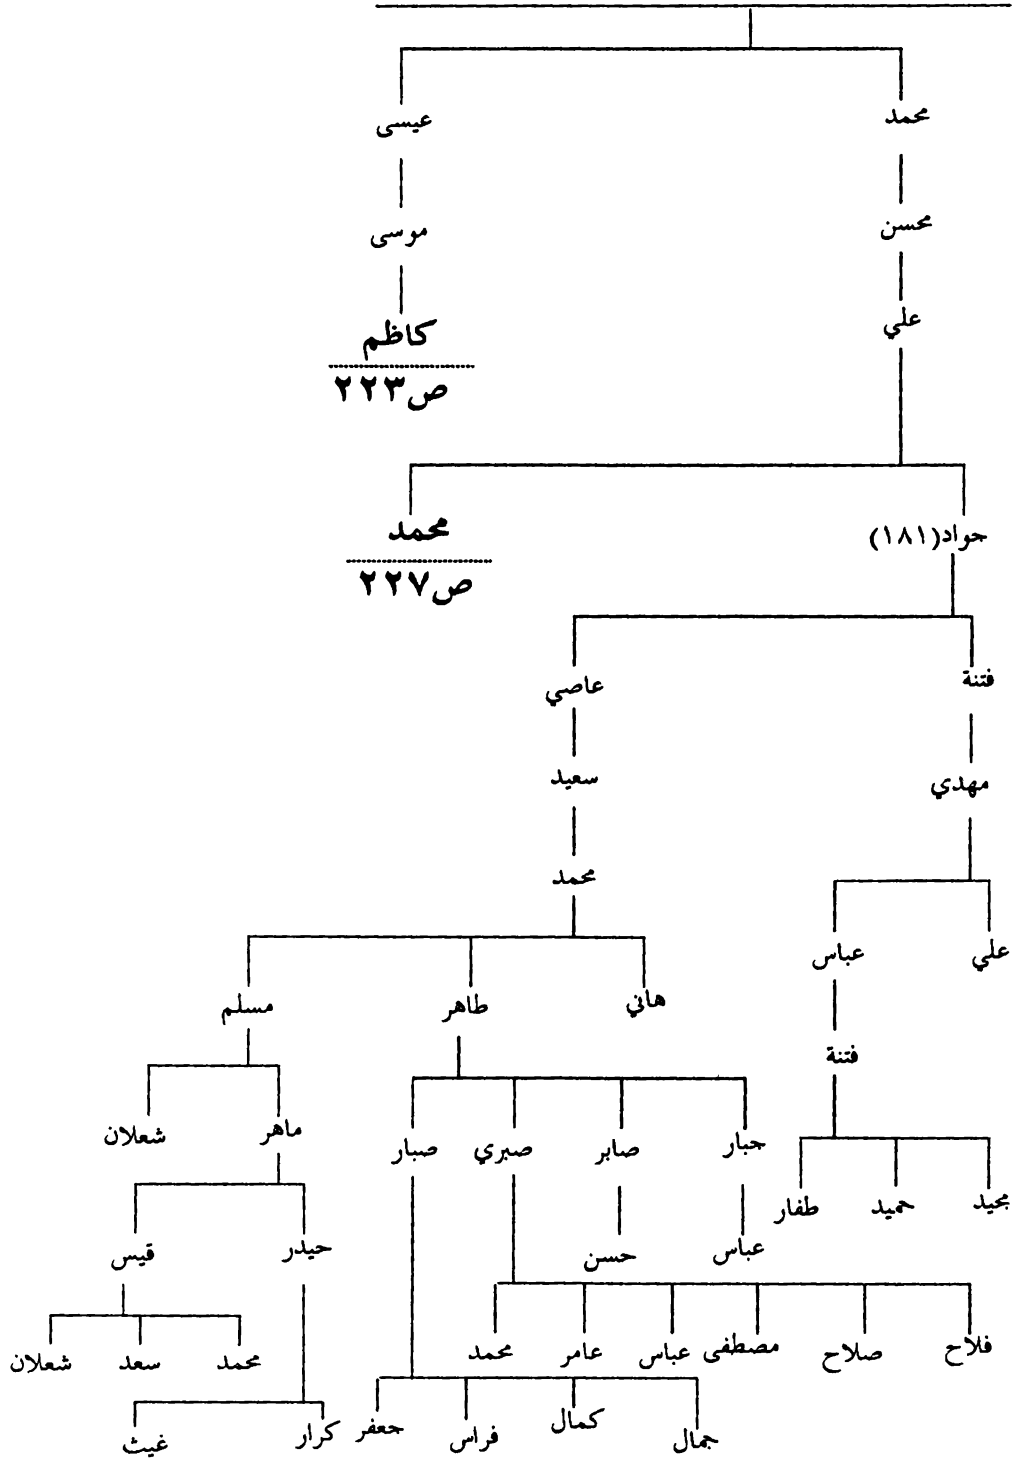 محمد عيسى
محسن موسى
علي كاظم
ص٢٢٣
جواد(١٨١) محمد
ص٢٢٧
فتنة عاصي
مهدي سعيد
محمد
علي عباس هاني طاهر مسلم
فتنة
جبار صابر صبري صبار ماهر شعلان
مجيد حميد طفار
عباس حسن حيدر قيس
فلاح صلاح مصطفى عباس عامر محمد محمد سعد شعلان
جمال كمال فراس جعفر كرار غيث